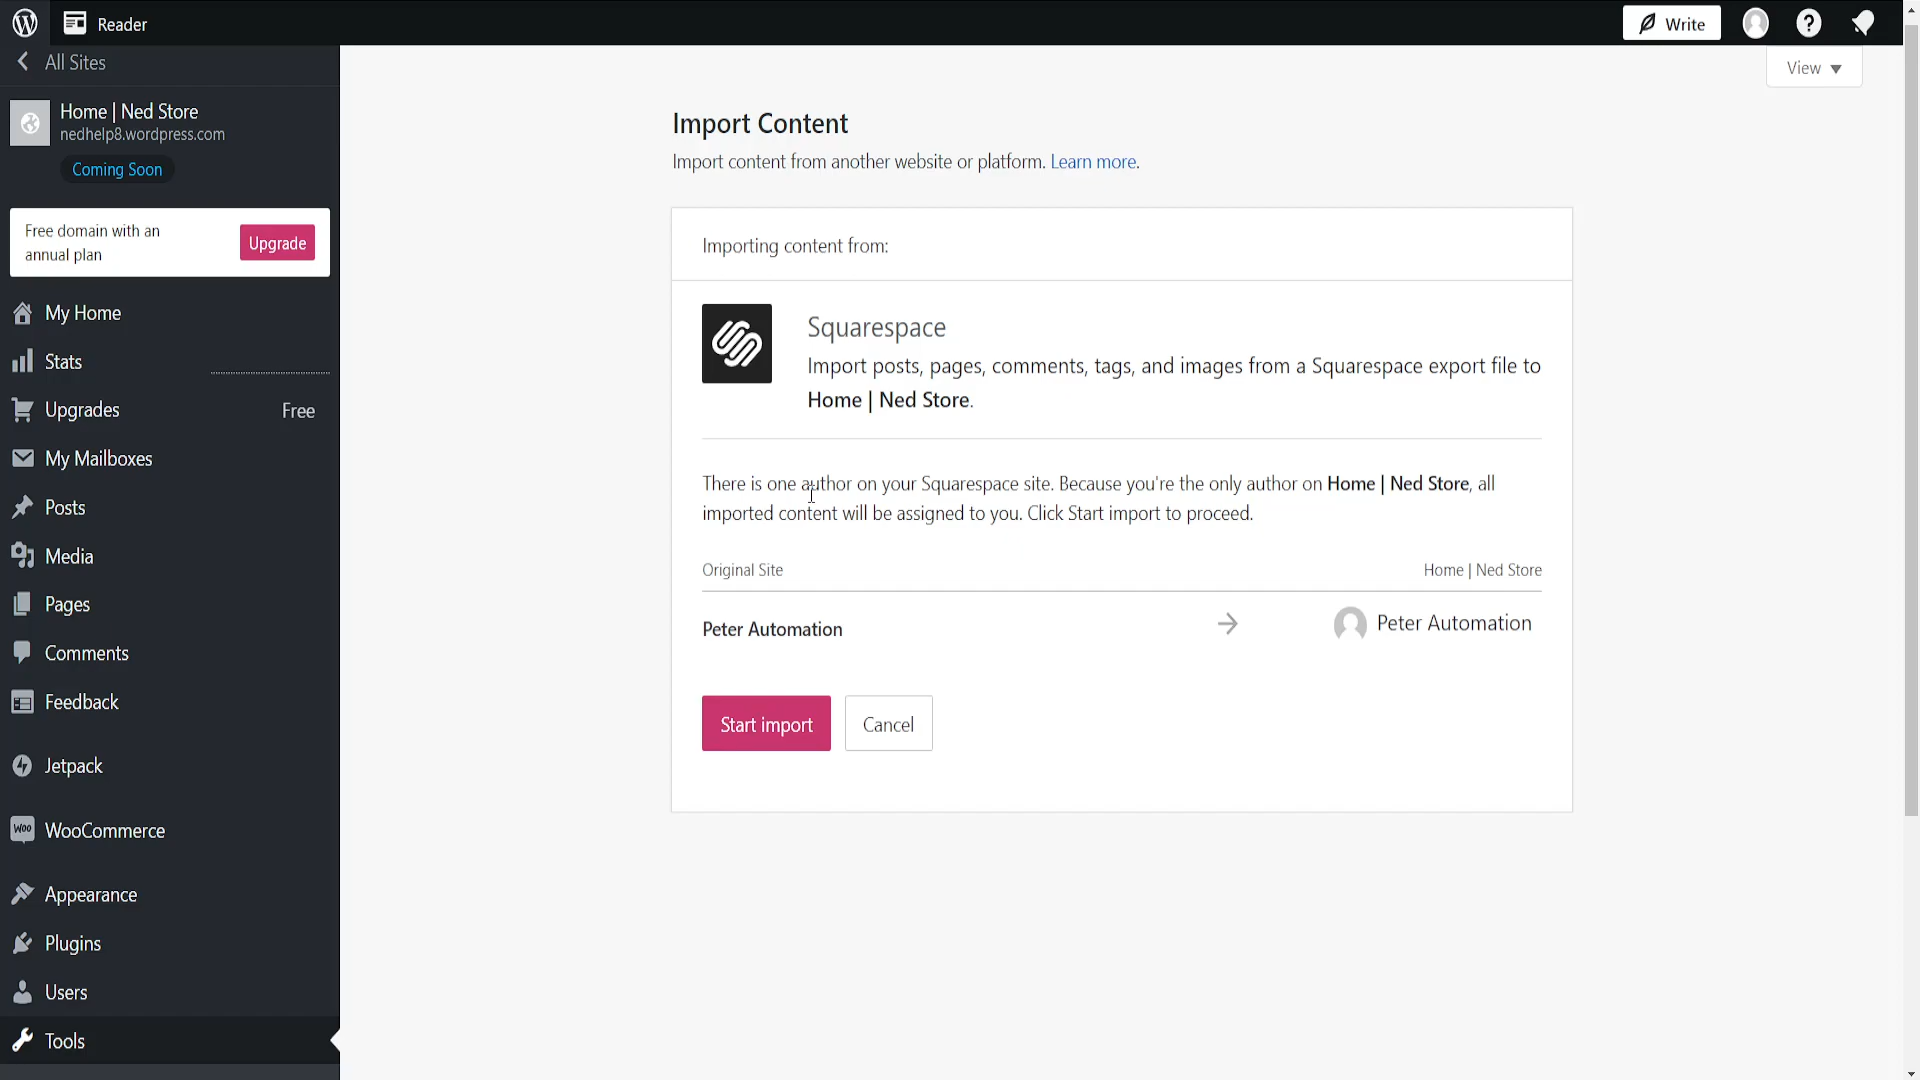 Reader
Write
All Sites
View ▼
Home | Ned Store
nedhelp8.wordpress.com
Coming Soon
Free domain with an
annual plan
Upgrade
My Home
Stats
Upgrades
Free
My Mailboxes
Posts
Media
Pages
Comments
Feedback
Jetpack
WooCommerce
Appearance
Plugins
Users
Tools
Import Content
Import content from another website or platform. Learn more.
Importing content from:
Squarespace
Import posts, pages, comments, tags, and images from a Squarespace export file to
Home | Ned Store.
There is one author on your Squarespace site. Because you're the only author on Home | Ned Store, all
imported content will be assigned to you. Click Start import to proceed.
Original Site
Home | Ned Store
Peter Automation
Peter Automation
Start import
Cancel